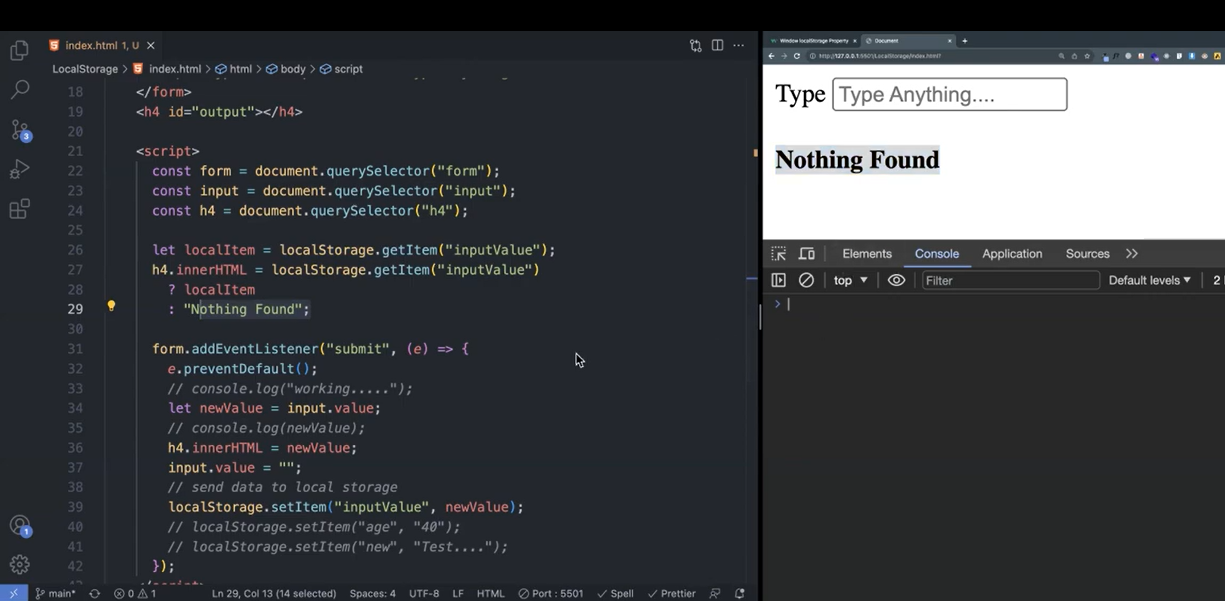 index.html 1, U
LocalStorage > index.html > html > body > script
18 </form>
19 <h4 id="output"></h4>
20
21 <script>
22 const form = document.querySelector("form");
23 const input = document.querySelector("input");
24 const h4 = document.querySelector("h4");
25
26 let localItem = localStorage.getItem("inputValue");
27 h4.innerHTML = localStorage.getItem("inputValue")
28 ? localItem
29 : "Nothing Found";
30
31 form.addEventListener("submit", (e) => {
32 e.preventDefault();
33 // console.log("working.....");
34 let newValue = input.value;
35 // console.log(newValue);
36 h4.innerHTML = newValue;
37 input.value = "";
38 // send data to local storage
39 localStorage.setItem("inputValue", newValue);
40 // localStorage.setItem("age", "40");
41 // localStorage.setItem("new", "Test....");
42 });
3
1
main* 0 1 Ln 29, Col 13 (14 selected) Spaces: 4 UTF-8 LF HTML Port : 5501 Spell Prettier
Window localStorage Property Document
http://127.0.0.1:5501/LocalStorage/index.html?
Type Type Anything....
Nothing Found
Elements Console Application Sources
top Filter Default levels 2
>